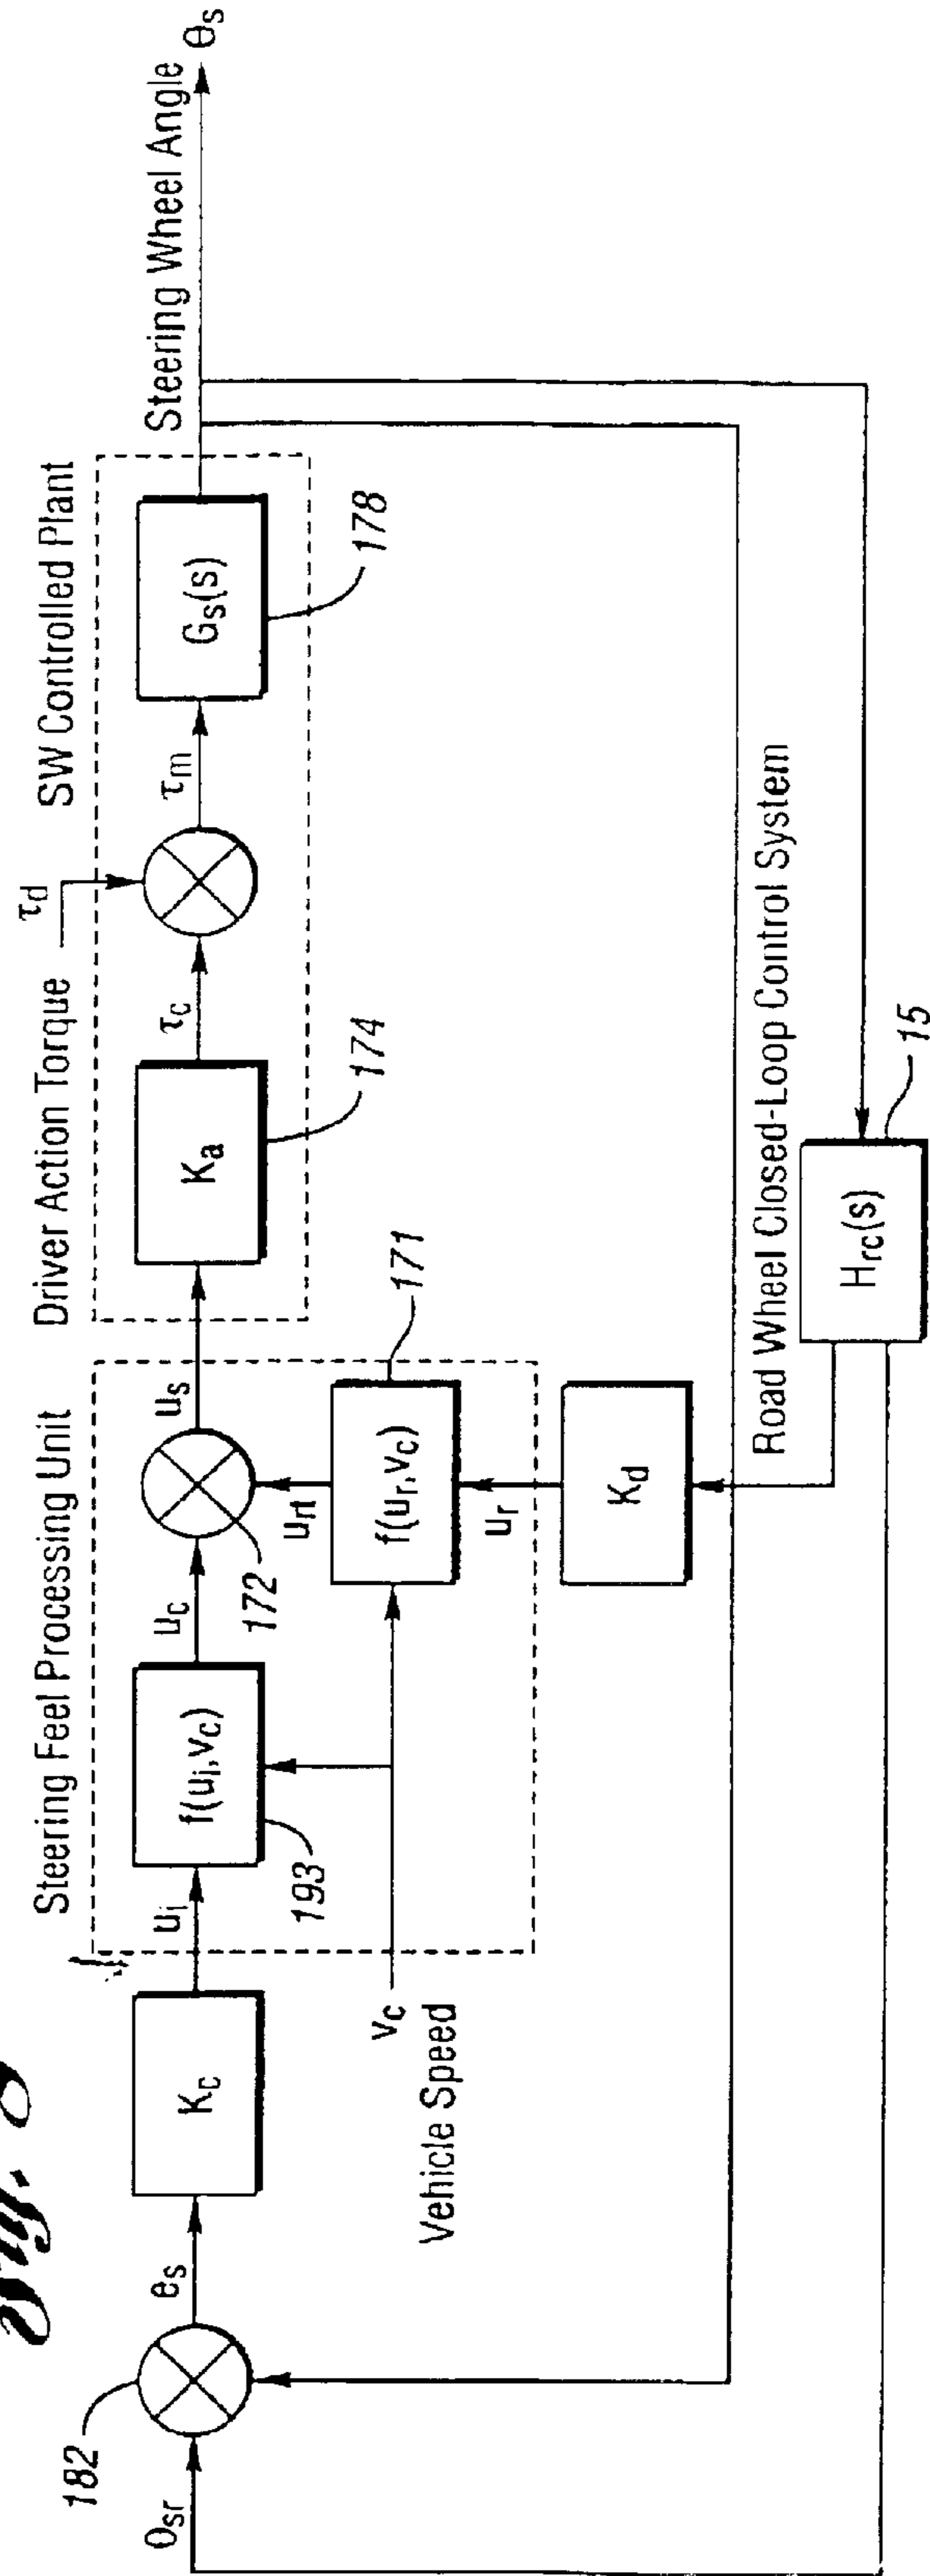 Steering Feel Processing Unit
Driver Action Torque
τd
SW Controlled Plant
Steering Wheel Angle
θs
182
Osr
es
Kc
ui
f(ui,vc)
193
uc
172
us
Ka
174
τc
τm
Gs(s)
178
urt
f(ur,vc)
171
ur
Kd
vc
Vehicle Speed
Road Wheel Closed-Loop Control System
Hrc(s)
15